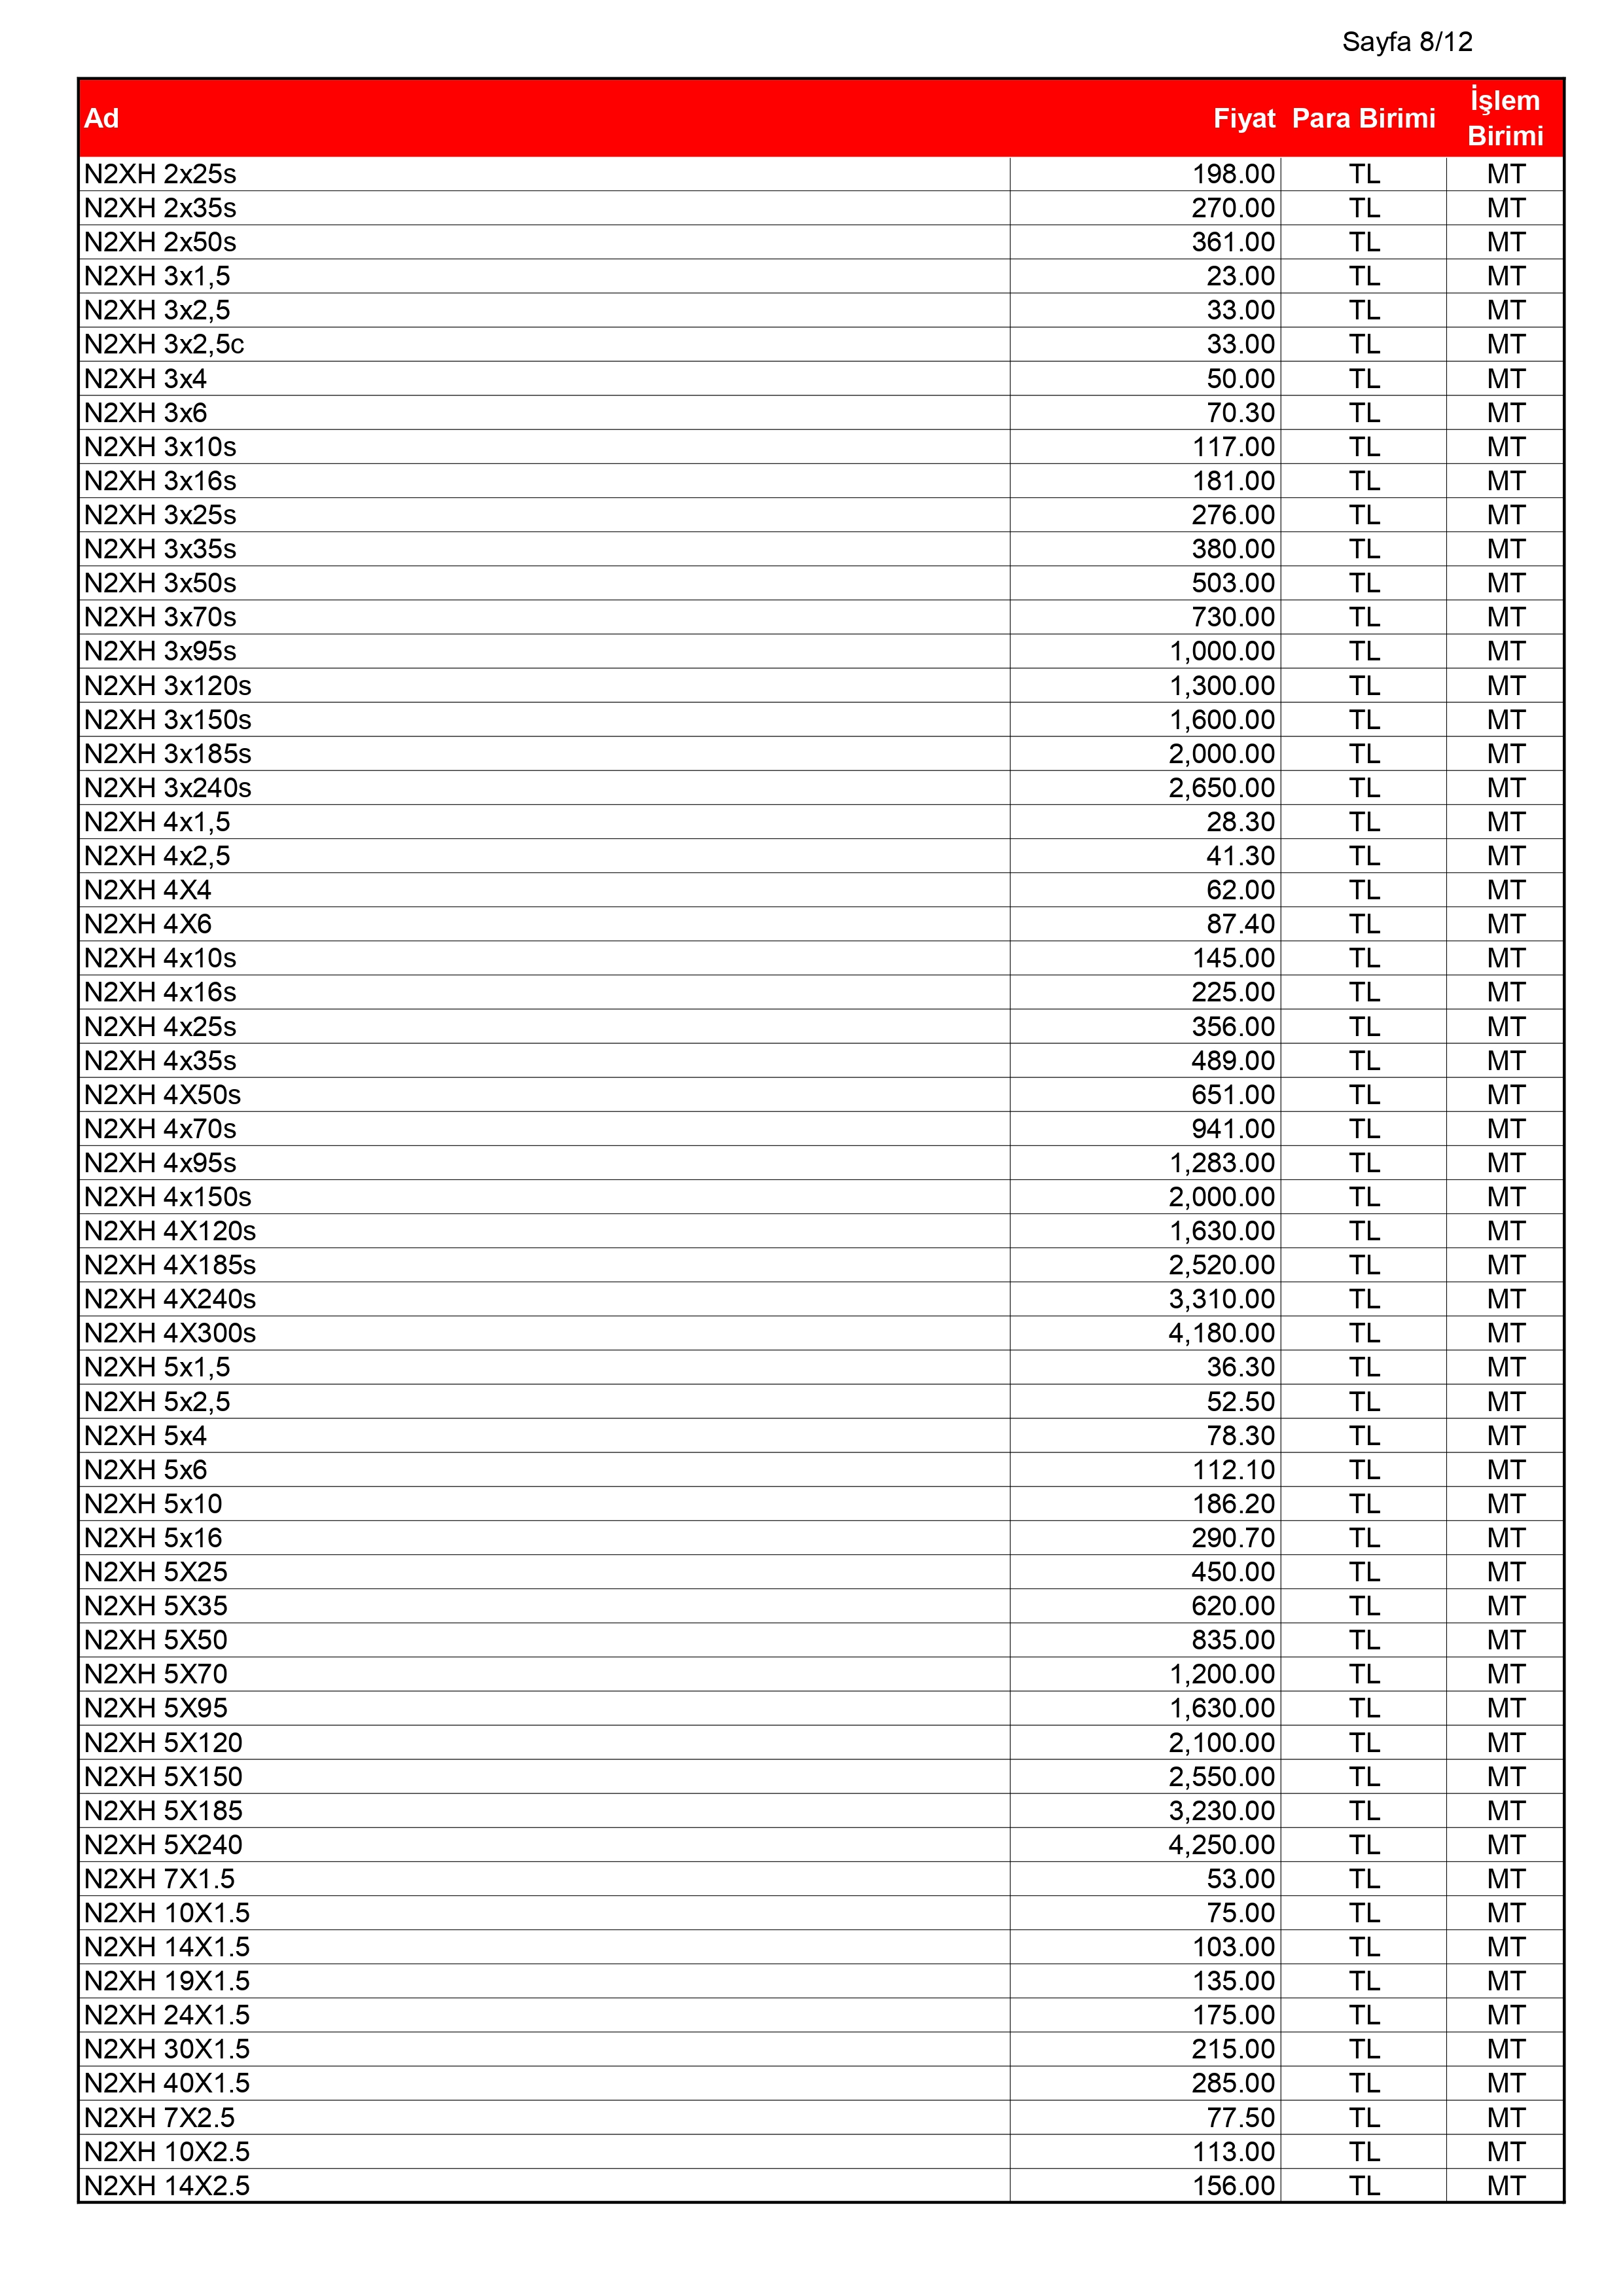 Sayfa 8/12
Ad Fiyat Para Birimi İşlem Birimi
N2XH 2x25s 198.00 TL MT
N2XH 2x35s 270.00 TL MT
N2XH 2x50s 361.00 TL MT
N2XH 3x1,5 23.00 TL MT
N2XH 3x2,5 33.00 TL MT
N2XH 3x2,5c 33.00 TL MT
N2XH 3x4 50.00 TL MT
N2XH 3x6 70.30 TL MT
N2XH 3x10s 117.00 TL MT
N2XH 3x16s 181.00 TL MT
N2XH 3x25s 276.00 TL MT
N2XH 3x35s 380.00 TL MT
N2XH 3x50s 503.00 TL MT
N2XH 3x70s 730.00 TL MT
N2XH 3x95s 1,000.00 TL MT
N2XH 3x120s 1,300.00 TL MT
N2XH 3x150s 1,600.00 TL MT
N2XH 3x185s 2,000.00 TL MT
N2XH 3x240s 2,650.00 TL MT
N2XH 4x1,5 28.30 TL MT
N2XH 4x2,5 41.30 TL MT
N2XH 4X4 62.00 TL MT
N2XH 4X6 87.40 TL MT
N2XH 4x10s 145.00 TL MT
N2XH 4x16s 225.00 TL MT
N2XH 4x25s 356.00 TL MT
N2XH 4x35s 489.00 TL MT
N2XH 4X50s 651.00 TL MT
N2XH 4x70s 941.00 TL MT
N2XH 4x95s 1,283.00 TL MT
N2XH 4x150s 2,000.00 TL MT
N2XH 4X120s 1,630.00 TL MT
N2XH 4X185s 2,520.00 TL MT
N2XH 4X240s 3,310.00 TL MT
N2XH 4X300s 4,180.00 TL MT
N2XH 5x1,5 36.30 TL MT
N2XH 5x2,5 52.50 TL MT
N2XH 5x4 78.30 TL MT
N2XH 5x6 112.10 TL MT
N2XH 5x10 186.20 TL MT
N2XH 5x16 290.70 TL MT
N2XH 5X25 450.00 TL MT
N2XH 5X35 620.00 TL MT
N2XH 5X50 835.00 TL MT
N2XH 5X70 1,200.00 TL MT
N2XH 5X95 1,630.00 TL MT
N2XH 5X120 2,100.00 TL MT
N2XH 5X150 2,550.00 TL MT
N2XH 5X185 3,230.00 TL MT
N2XH 5X240 4,250.00 TL MT
N2XH 7X1.5 53.00 TL MT
N2XH 10X1.5 75.00 TL MT
N2XH 14X1.5 103.00 TL MT
N2XH 19X1.5 135.00 TL MT
N2XH 24X1.5 175.00 TL MT
N2XH 30X1.5 215.00 TL MT
N2XH 40X1.5 285.00 TL MT
N2XH 7X2.5 77.50 TL MT
N2XH 10X2.5 113.00 TL MT
N2XH 14X2.5 156.00 TL MT